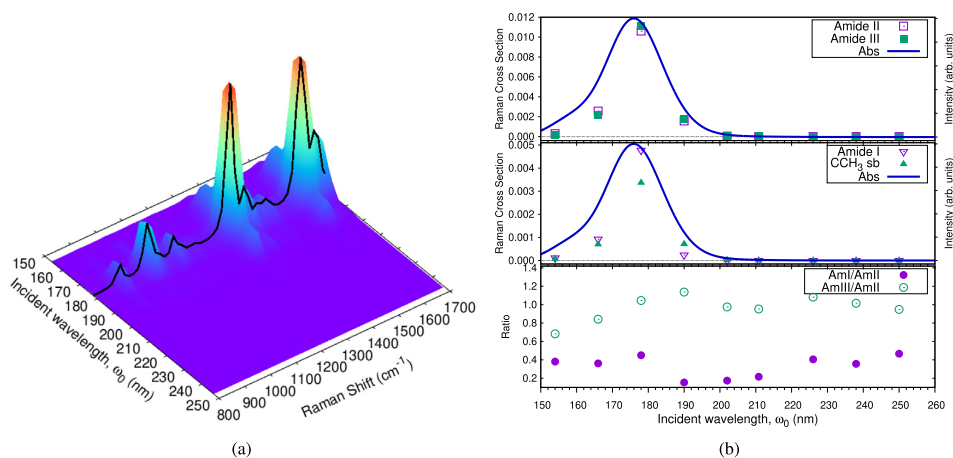 150
160
170
180
190
200
210
220
230
240
250
Incident wavelength, ω0 (nm)
800
900
1000
1100
1200
1300
1400
1500
1600
1700
Raman Shift (cm-1)
(a)
0.012
0.010
0.008
0.006
0.004
0.002
0.000
Raman Cross Section
Intensity (arb. units)
Amide II
Amide III
Abs
0.005
0.004
0.003
0.002
0.001
0.000
Raman Cross Section
Intensity (arb. units)
Amide I
CCH3 sb
Abs
1.4
1.2
1.0
0.8
0.6
0.4
0.2
0.0
Ratio
AmI/AmII
AmIII/AmII
150 160 170 180 190 200 210 220 230 240 250 260
Incident wavelength, ω0 (nm)
(b)